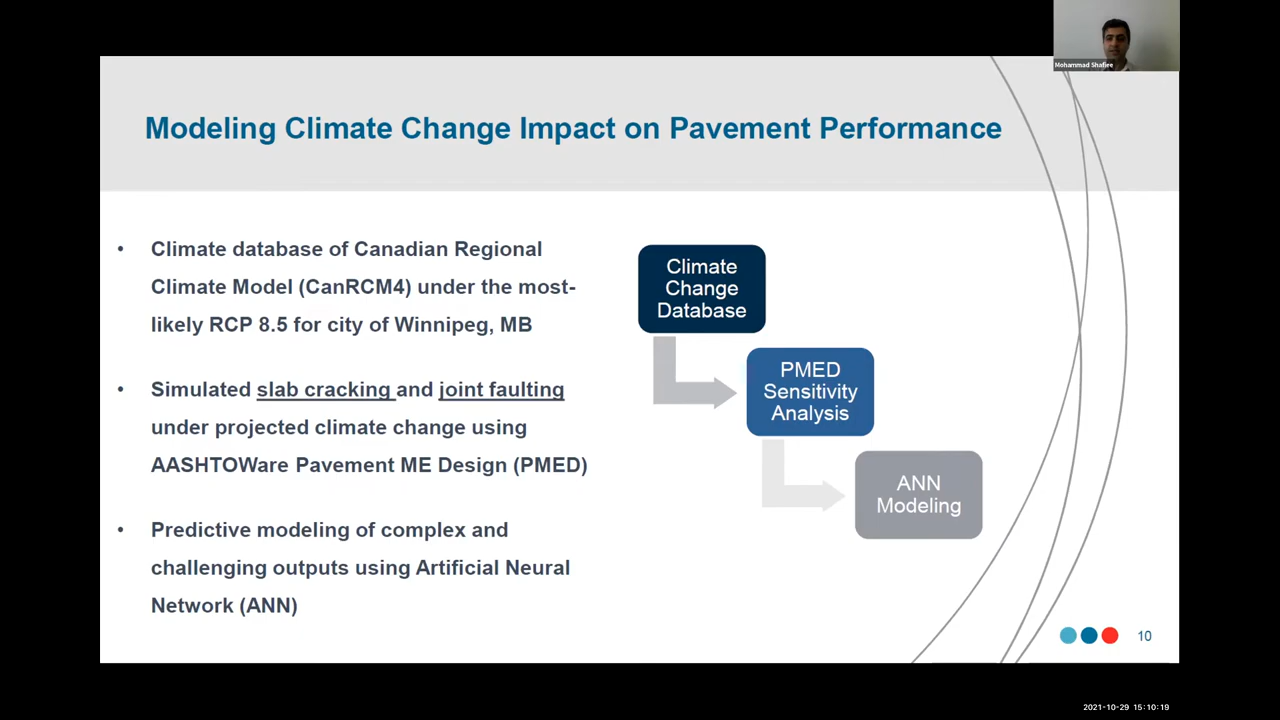 Mohammad Shafiee
Modeling Climate Change Impact on Pavement Performance
• Climate database of Canadian Regional
Climate Model (CanRCM4) under the most-
likely RCP 8.5 for city of Winnipeg, MB
• Simulated slab cracking and joint faulting
under projected climate change using
AASHTOWare Pavement ME Design (PMED)
• Predictive modeling of complex and
challenging outputs using Artificial Neural
Network (ANN)
Climate
Change
Database
PMED
Sensitivity
Analysis
ANN
Modeling
10
2021-10-29 15:10:19